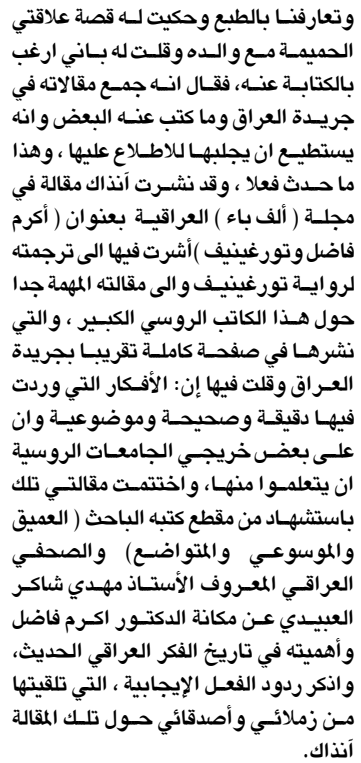 وتعارفنا بالطبع وحكيت له قصة علاقتي
الحميمة مع والده وقلت له باني ارغب
بالكتابة عنه، فقال انه جمع مقالاته في
جريدة العراق وما كتب عنه البعض وانه
يستطيع ان يجلبها للاطلاع عليها ، وهذا
ما حدث فعلا ، وقد نشرت آنذاك مقالة في
مجلة ( ألف باء ) العراقية بعنوان ( أكرم
فاضل وتورغينيف )أشرت فيها الى ترجمته
لرواية تورغينيف والى مقالته المهمة جدا
حول هذا الكاتب الروسي الكبير ، والتي
نشرها في صفحة كاملة تقريبا بجريدة
العراق وقلت فيها إن: الأفكار التي وردت
فيها دقيقة وصحيحة وموضوعية وان
على بعض خريجي الجامعات الروسية
ان يتعلموا منها، واختتمت مقالتي تلك
باستشهاد من مقطع كتبه الباحث ( العميق
والموسوعي والمتواضع) والصحفي
العراقي المعروف الأستاذ مهدي شاكر
العبيدي عن مكانة الدكتور اكرم فاضل
وأهميته في تاريخ الفكر العراقي الحديث،
واذكر ردود الفعل الإيجابية ، التي تلقيتها
من زملائي وأصدقائي حول تلك المقالة
آنذاك.